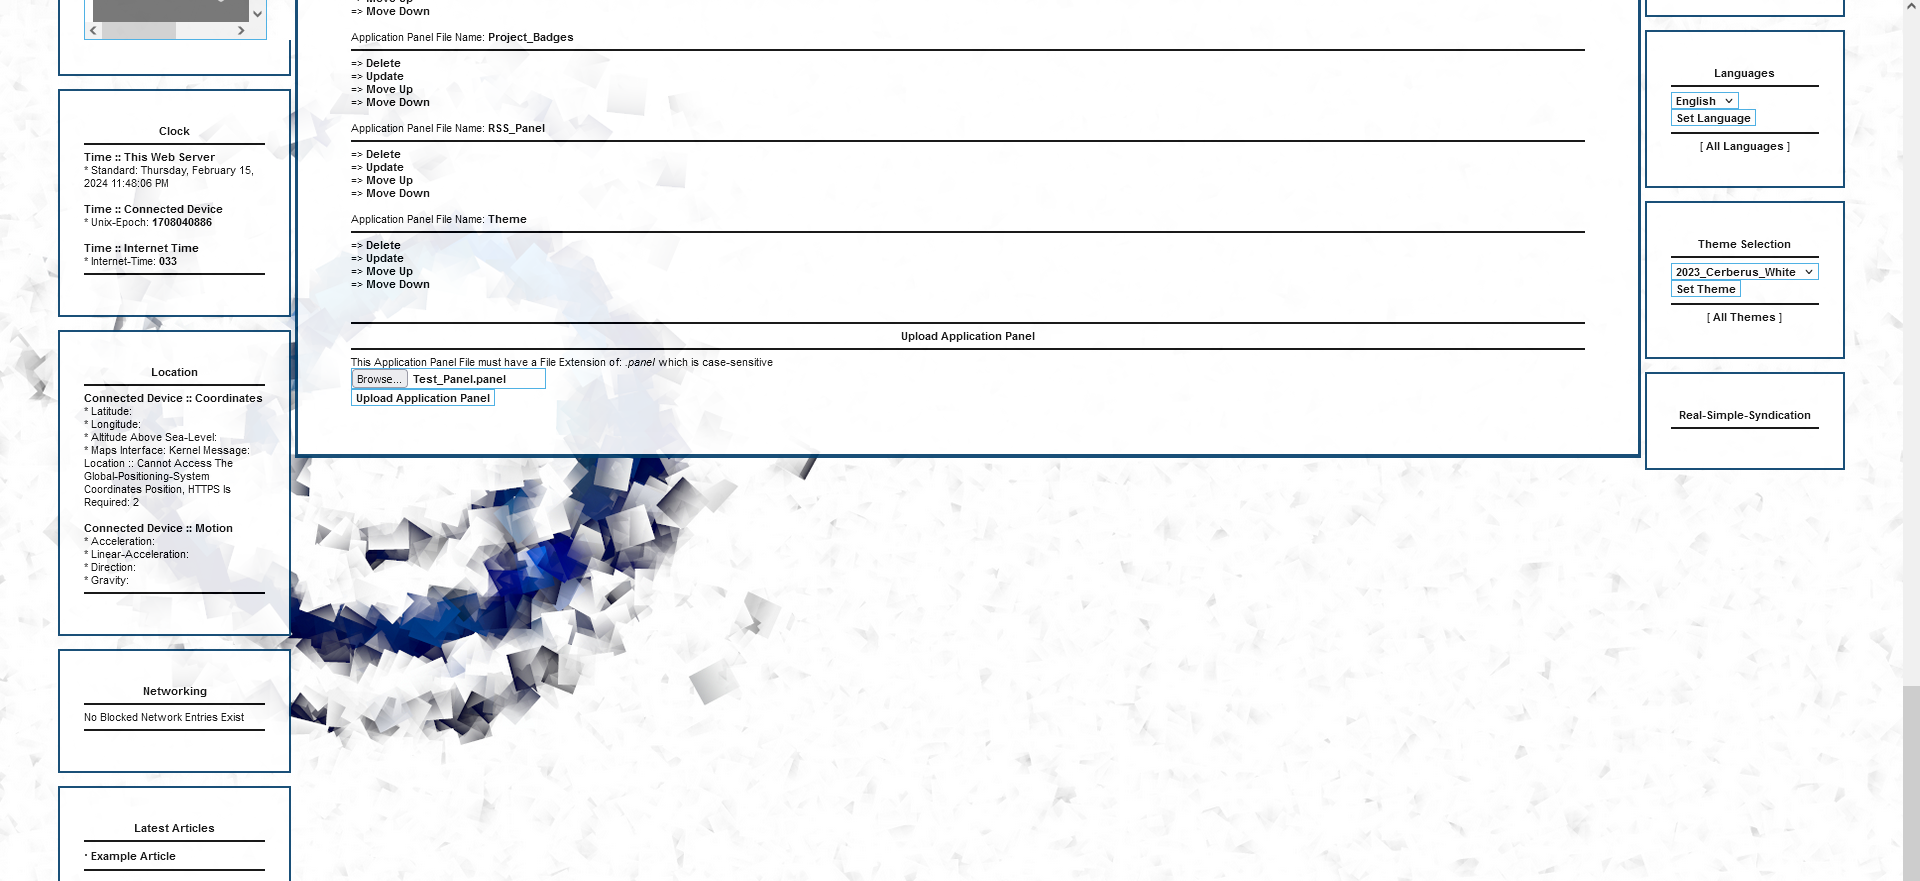 => Move Down
Application Panel File Name: Project_Badges
=> Delete
=> Update
=> Move Up
=> Move Down
Application Panel File Name: RSS_Panel
=> Delete
=> Update
=> Move Up
=> Move Down
Application Panel File Name: Theme
=> Delete
=> Update
=> Move Up
=> Move Down
Upload Application Panel
This Application Panel File must have a File Extension of: .panel which is case-sensitive
Browse... Test_Panel.panel
Upload Application Panel
Clock
Time :: This Web Server
* Standard: Thursday, February 15,
2024 11:48:06 PM
Time :: Connected Device
* Unix-Epoch: 1708040886
Time :: Internet Time
* Internet-Time: 033
Location
Connected Device :: Coordinates
* Latitude:
* Longitude:
* Altitude Above Sea-Level:
* Maps Interface: Kernel Message:
Location :: Cannot Access The
Global-Positioning-System
Coordinates Position, HTTPS Is
Required: 2
Connected Device :: Motion
* Acceleration:
* Linear-Acceleration:
* Direction:
* Gravity:
Networking
No Blocked Network Entries Exist
Latest Articles
· Example Article
Languages
English
Set Language
[ All Languages ]
Theme Selection
2023_Cerberus_White
Set Theme
[ All Themes ]
Real-Simple-Syndication